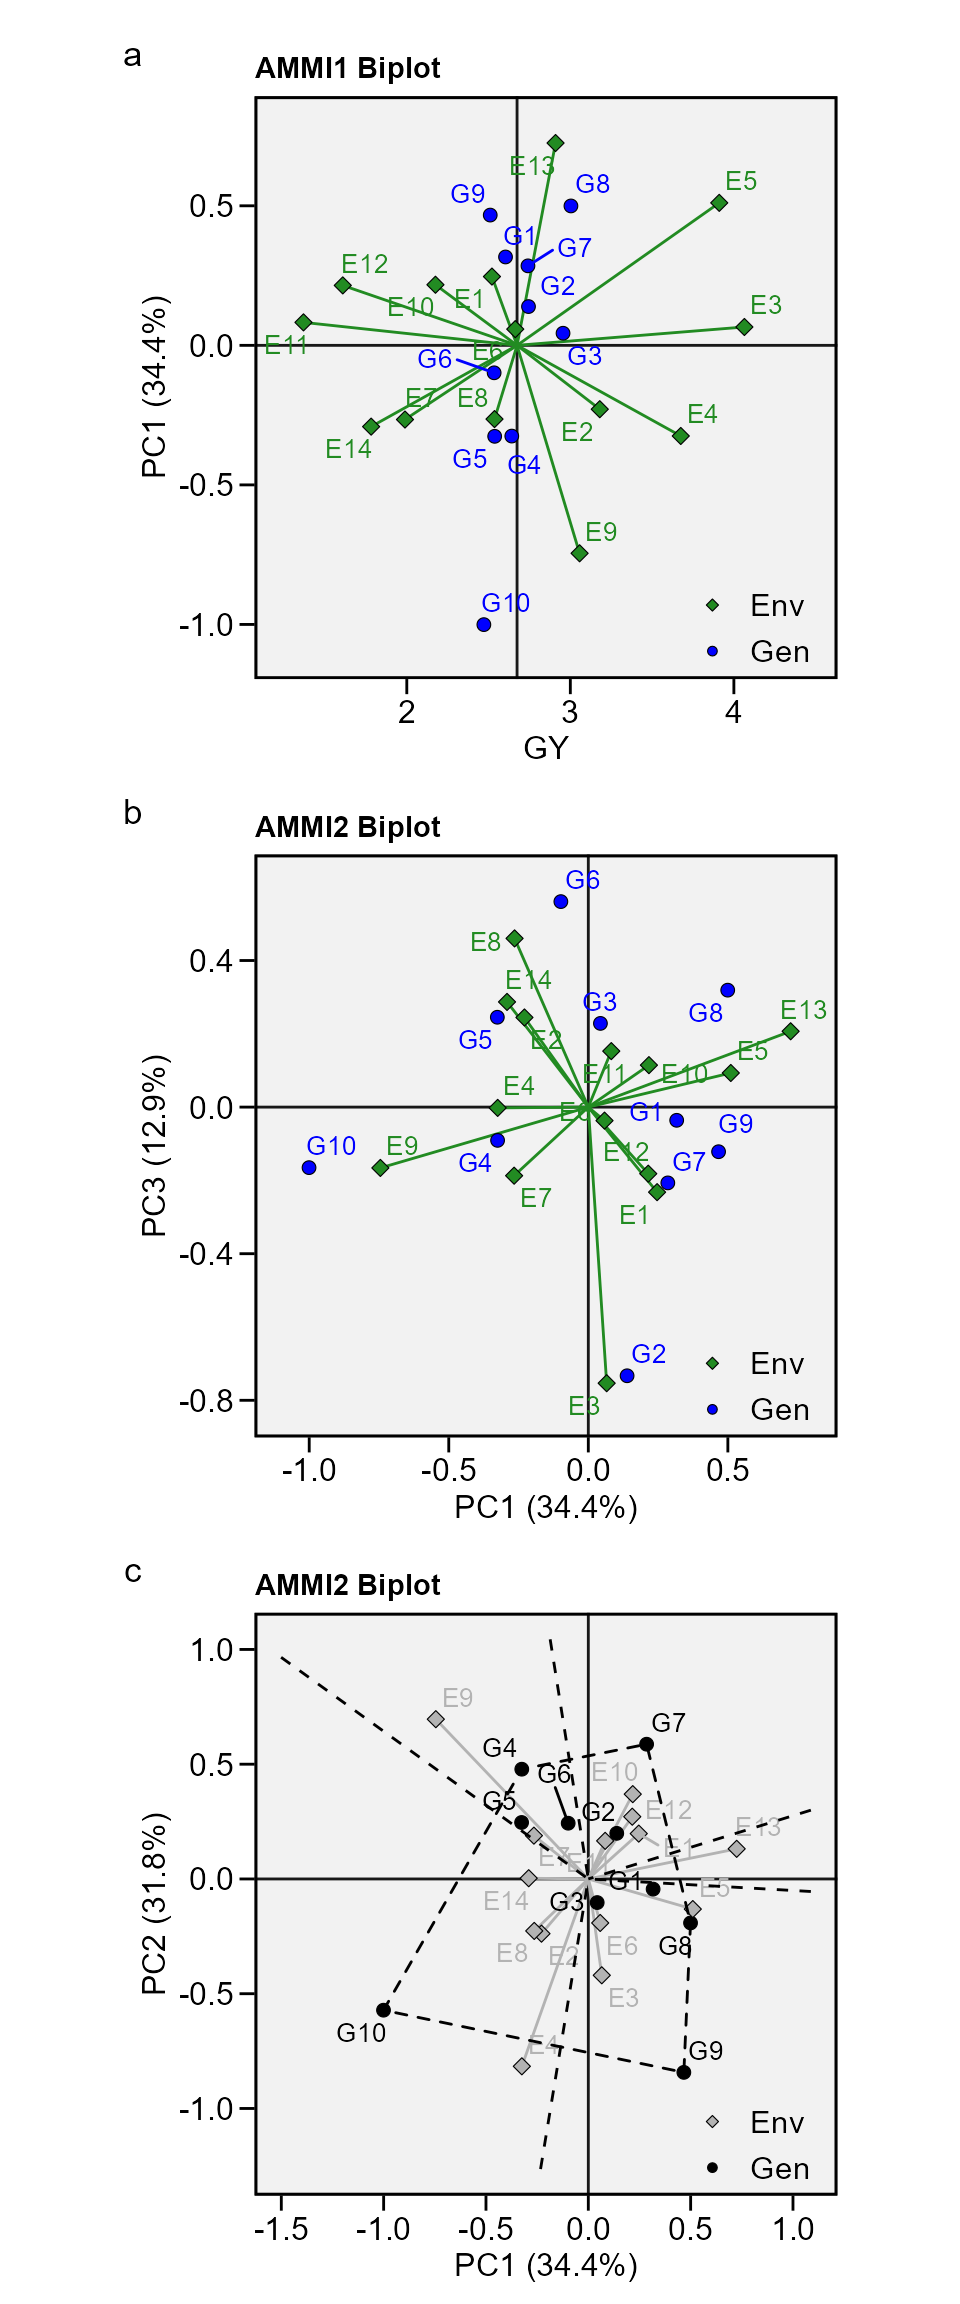 a
AMMI1 Biplot
E13
G8
E5
G9
0.5
G1
G7
E12
G2
E10
E1
E3
E11
0.0
E6
G3
G6
E7
E8
E4
E2
E14
G5
G4
-0.5
E9
G10
-1.0
Env
Gen
PC1 (34.4%)
2
3
4
GY
b
AMMI2 Biplot
G6
E8
0.4
E14
G3
G8
E13
G5
E2
E5
E11
E10
E4
0.0
E6
G1
G9
G10
E9
G4
E12
G7
E7
E1
-0.4
G2
E3
-0.8
Env
Gen
PC3 (12.9%)
-1.0
-0.5
0.0
0.5
PC1 (34.4%)
c
AMMI2 Biplot
1.0
E9
G7
G4
0.5
G6
E10
G5
G2
E12
E13
E1
E7
0.0
G1
E5
E14
G3
E8
E2
E6
G8
E3
-0.5
G10
E4
G9
-1.0
Env
Gen
PC2 (31.8%)
-1.5
-1.0
-0.5
0.0
0.5
1.0
PC1 (34.4%)